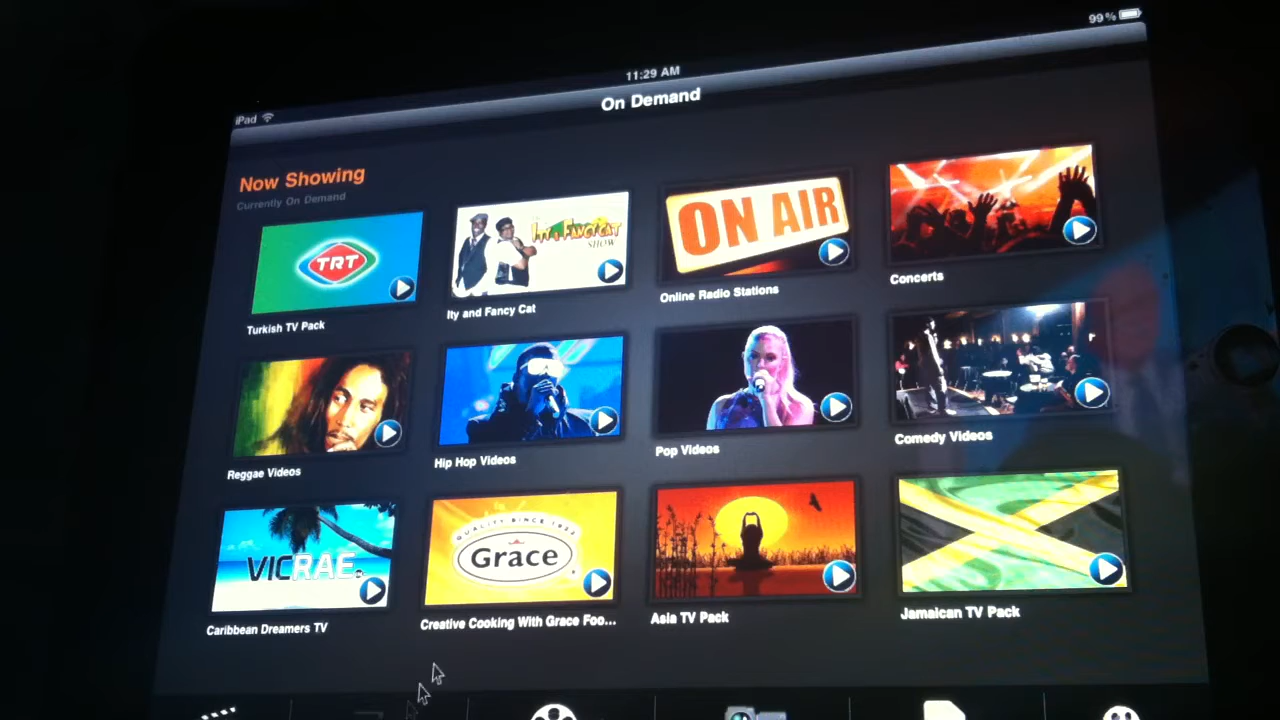 99%
11:29 AM
iPad
On Demand
Now Showing
Currently On Demand
TRT
Turkish TV Pack
ITY & FANCY CAT
SHOW
Ity and Fancy Cat
ON AIR
Online Radio Stations
Concerts
Reggae Videos
Hip Hop Videos
Pop Videos
Comedy Videos
VICRAE
Caribbean Dreamers TV
QUALITY SINCE 1922
Grace
Creative Cooking With Grace Foo...
Asia TV Pack
Jamaican TV Pack